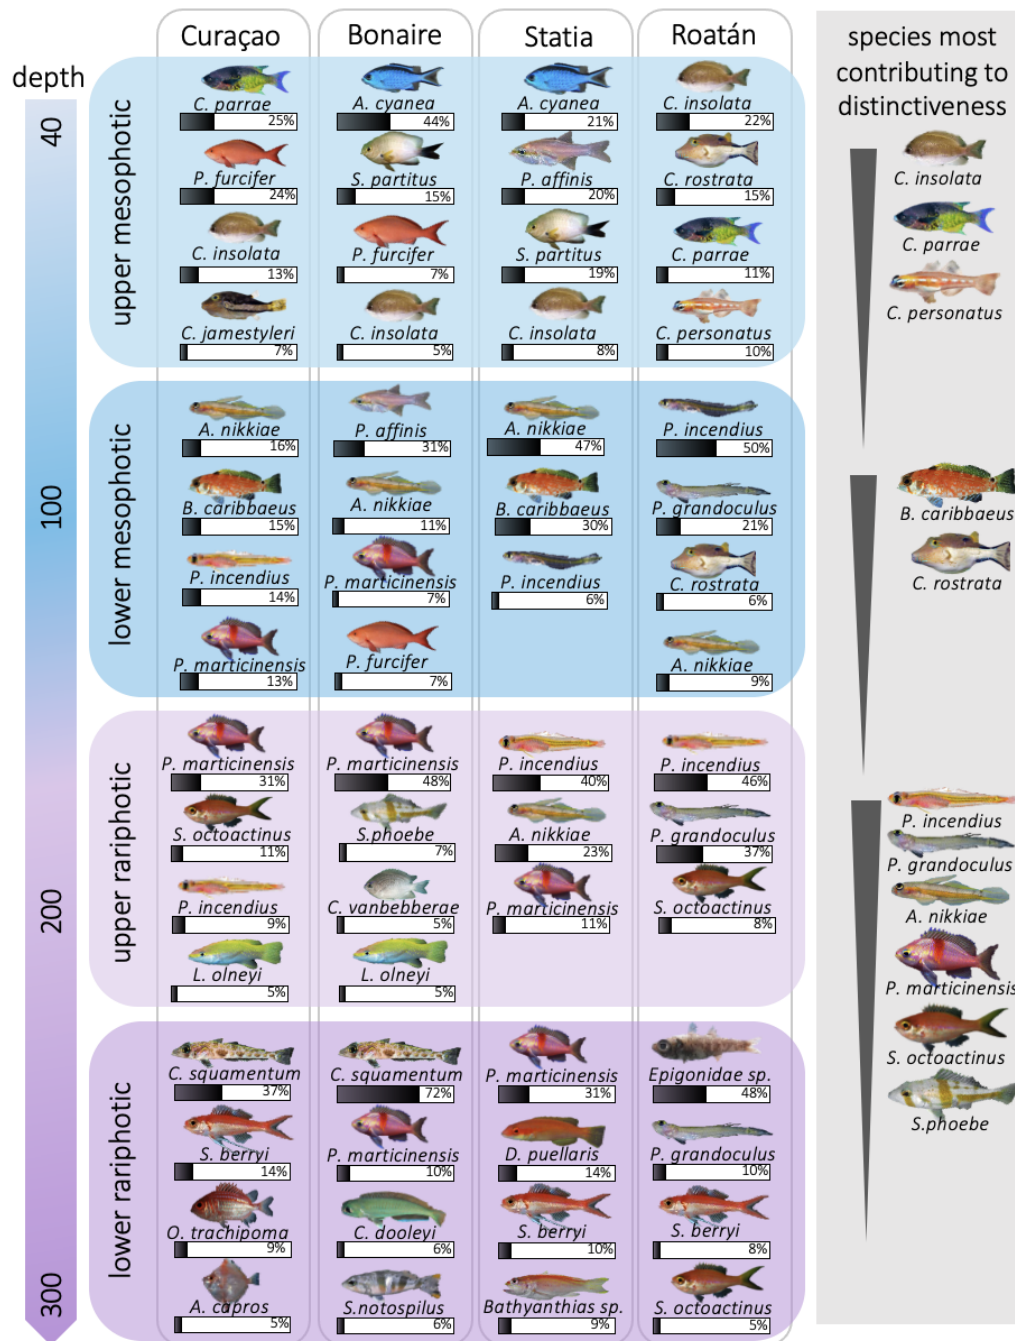 Curaçao
Bonaire
Statia
Roatán
species most
contributing to
distinctiveness
depth
40
100
200
300
upper mesophotic
C. parrae
25%
P. furcifer
24%
C. insolata
13%
C. jamestyleri
7%
A. cyanea
44%
S. partitus
15%
P. furcifer
7%
C. insolata
5%
A. cyanea
21%
P. affinis
20%
S. partitus
19%
C. insolata
8%
C. insolata
22%
C. rostrata
15%
C. parrae
11%
C. personatus
10%
lower mesophotic
A. nikkiae
16%
B. caribbaeus
15%
P. incendius
14%
P. marticinensis
13%
P. affinis
31%
A. nikkiae
11%
P. marticinensis
7%
P. furcifer
7%
A. nikkiae
47%
B. caribbaeus
30%
P. incendius
6%
P. incendius
50%
P. grandoculus
21%
C. rostrata
6%
A. nikkiae
9%
upper rariphotic
P. marticinensis
31%
S. octoactinus
11%
P. incendius
9%
L. olneyi
5%
P. marticinensis
48%
S.phoebe
7%
C. vanbebberae
5%
L. olneyi
5%
P. incendius
40%
A. nikkiae
23%
P. marticinensis
11%
P. incendius
46%
P. grandoculus
37%
S. octoactinus
8%
lower rariphotic
C. squamentum
37%
S. berryi
14%
O. trachipoma
9%
A. capros
5%
C. squamentum
72%
P. marticinensis
10%
C. dooleyi
6%
S.notospilus
6%
P. marticinensis
31%
D. puellaris
14%
S. berryi
10%
Bathyanthias sp.
9%
Epigonidae sp.
48%
P. grandoculus
10%
S. berryi
8%
S. octoactinus
5%
C. insolata
C. parrae
C. personatus
B. caribbaeus
C. rostrata
P. incendius
P. grandoculus
A. nikkiae
P. marticinensis
S. octoactinus
S.phoebe